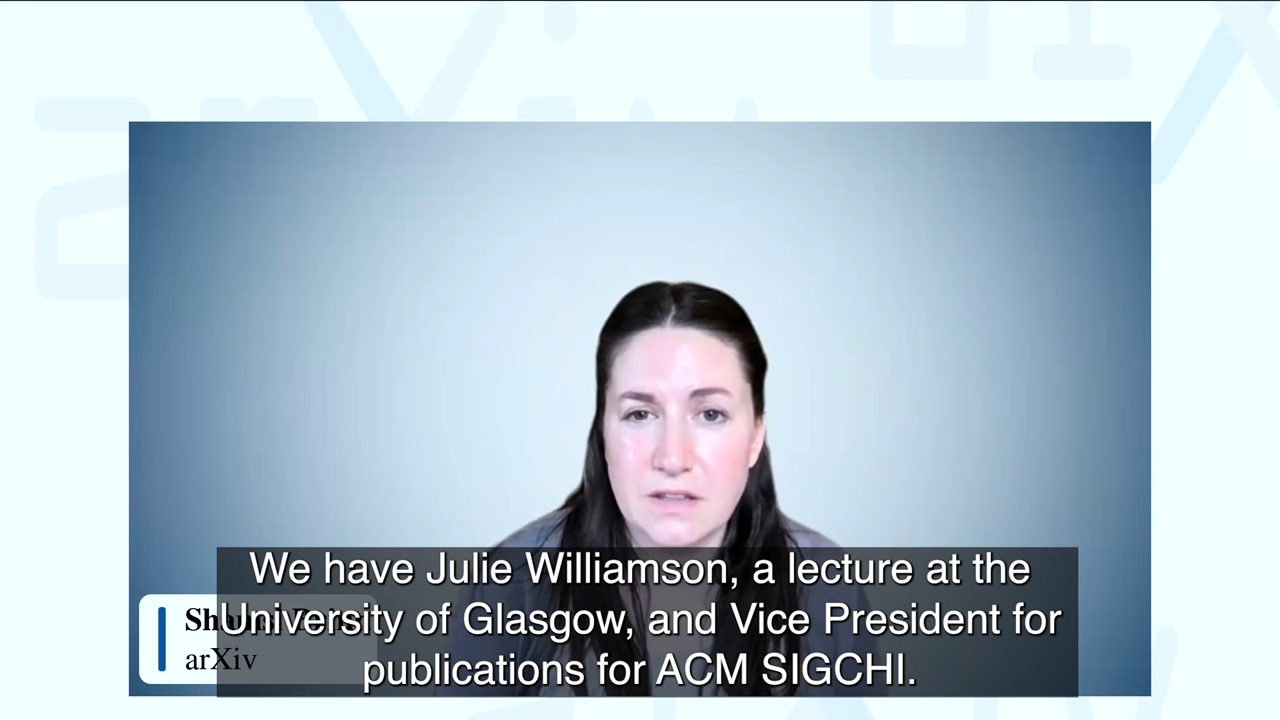 We have Julie Williamson, a lecture at the
University of Glasgow, and Vice President for
publications for ACM SIGCHI.
arXiv